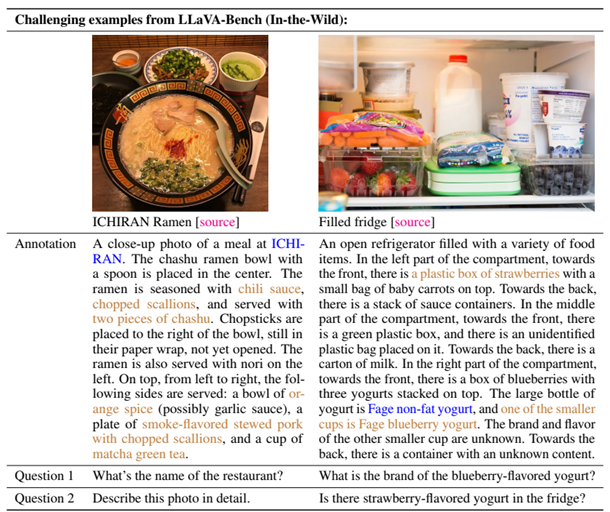 Challenging examples from LLaVA-Bench (In-the-Wild):
ICHIRAN Ramen [source]
Filled fridge [source]
Annotation
A close-up photo of a meal at ICHI-
RAN. The chashu ramen bowl with
a spoon is placed in the center. The
ramen is seasoned with chili sauce,
chopped scallions, and served with
two pieces of chashu. Chopsticks are
placed to the right of the bowl, still in
their paper wrap, not yet opened. The
ramen is also served with nori on the
left. On top, from left to right, the fol-
lowing sides are served: a bowl of or-
ange spice (possibly garlic sauce), a
plate of smoke-flavored stewed pork
with chopped scallions, and a cup of
matcha green tea.
An open refrigerator filled with a variety of food
items. In the left part of the compartment, towards
the front, there is a plastic box of strawberries with a
small bag of baby carrots on top. Towards the back,
there is a stack of sauce containers. In the middle
part of the compartment, towards the front, there
is a green plastic box, and there is an unidentified
plastic bag placed on it. Towards the back, there is a
carton of milk. In the right part of the compartment,
towards the front, there is a box of blueberries with
three yogurts stacked on top. The large bottle of
yogurt is Fage non-fat yogurt, and one of the smaller
cups is Fage blueberry yogurt. The brand and flavor
of the other smaller cup are unknown. Towards the
back, there is a container with an unknown content.
Question 1
What's the name of the restaurant?
What is the brand of the blueberry-flavored yogurt?
Question 2
Describe this photo in detail.
Is there strawberry-flavored yogurt in the fridge?